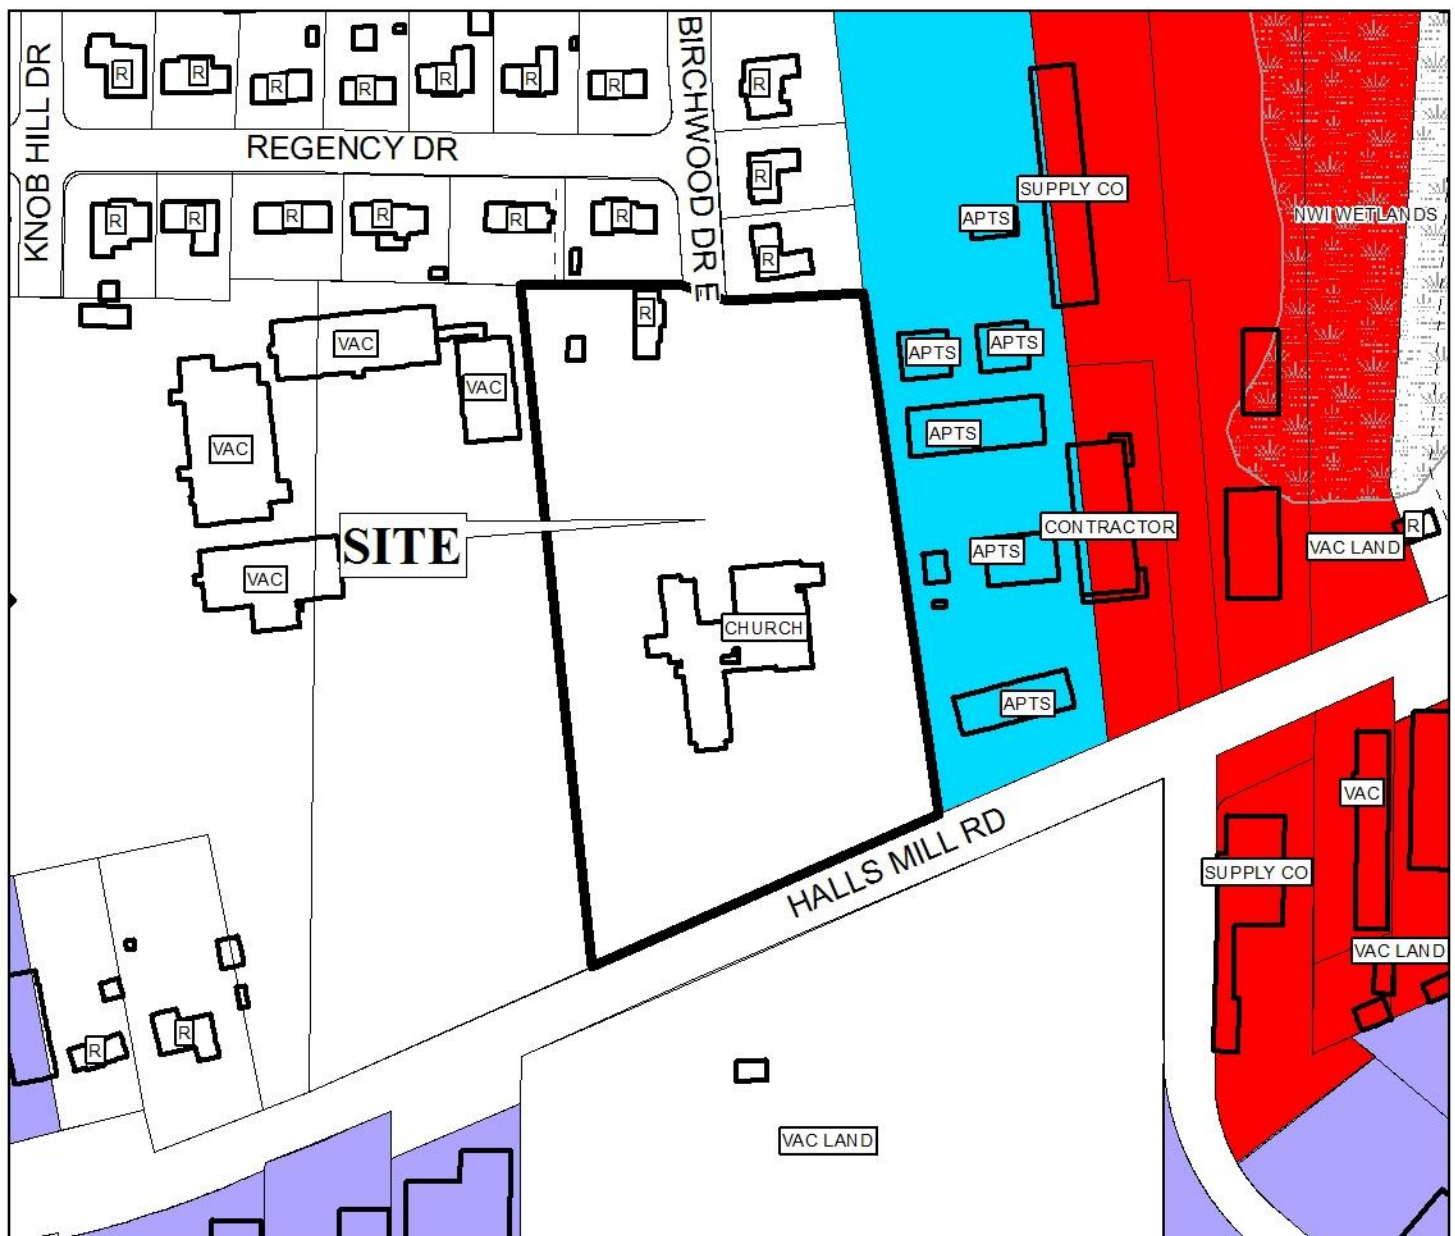 KNOB HILL DR
R
R
R
R
R
R
R
BIRCHWOOD DR E
R
REGENCY DR
R
R
R
R
R
R
R
R
R
SUPPLY CO
APTS
NWI WETLANDS
R
VAC
VAC
APTS
APTS
VAC
APTS
SITE
CONTRACTOR
R
VAC LAND
APTS
VAC
CHURCH
APTS
HALLS MILL RD
VAC
SUPPLY CO
VAC LAND
R
R
VAC LAND